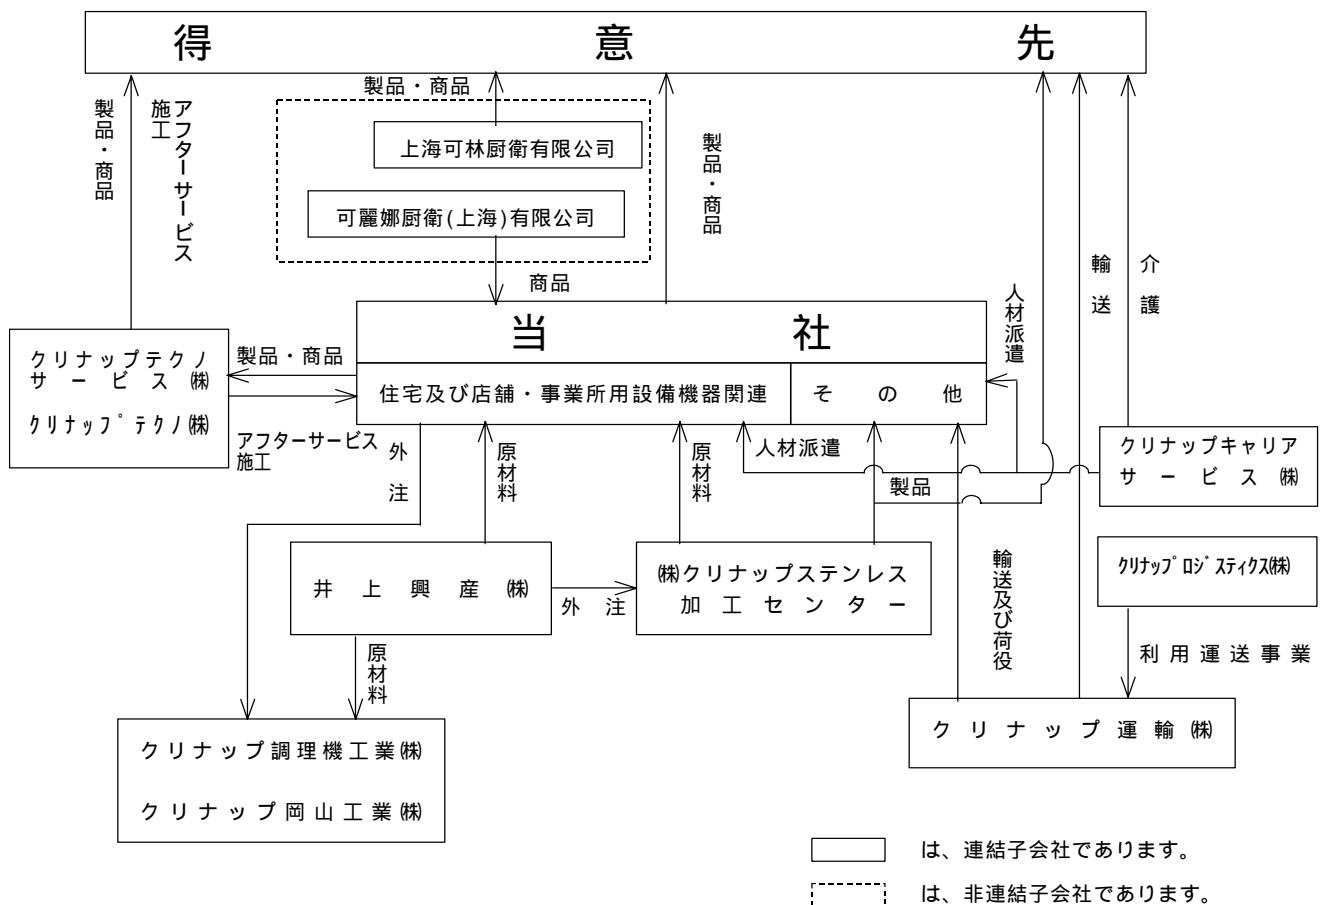 得意先
製品・商品
製品・商品
アフターサービス
施工
上海可林厨衛有限公司
可麗娜厨衛(上海)有限公司
製品・商品
商品
輸送
介護
人材派遣
当社
住宅及び店舗・事業所用設備機器関連
その他
クリナップテクノ
サービス㈱
クリナップテクノ㈱
製品・商品
アフターサービス
施工
外注
原材料
原材料
人材派遣
製品
クリナップキャリア
サービス㈱
井上興産㈱
外注
㈱クリナップステンレス
加工センター
輸送及び荷役
クリナップロジスティクス㈱
利用運送事業
原材料
クリナップ運輸㈱
クリナップ調理機工業㈱
クリナップ岡山工業㈱
は、連結子会社であります。
は、非連結子会社であります。